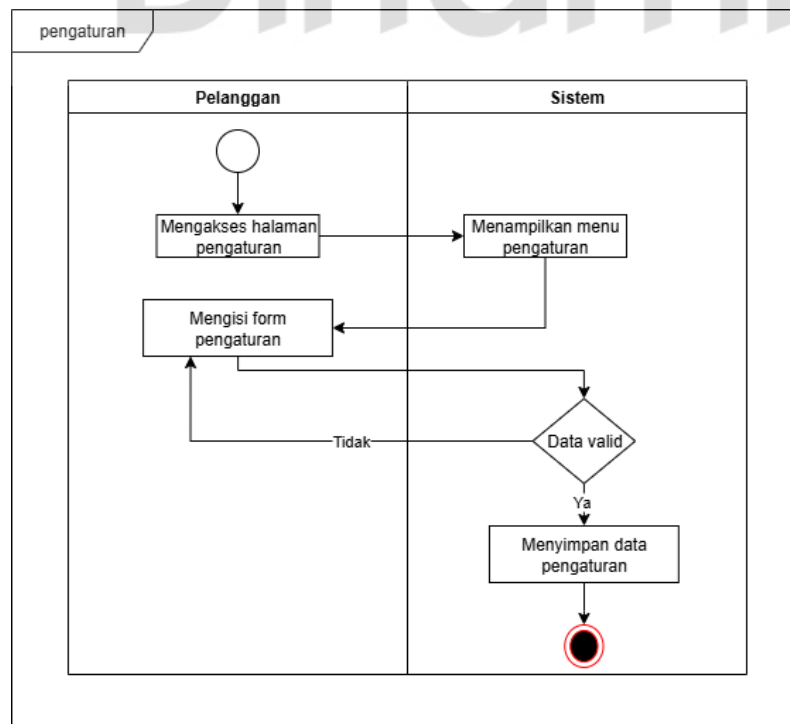 pengaturan
Pelanggan
Sistem
Mengakses halaman
pengaturan
Menampilkan menu
pengaturan
Mengisi form
pengaturan
Data valid
Tidak
Ya
Menyimpan data
pengaturan